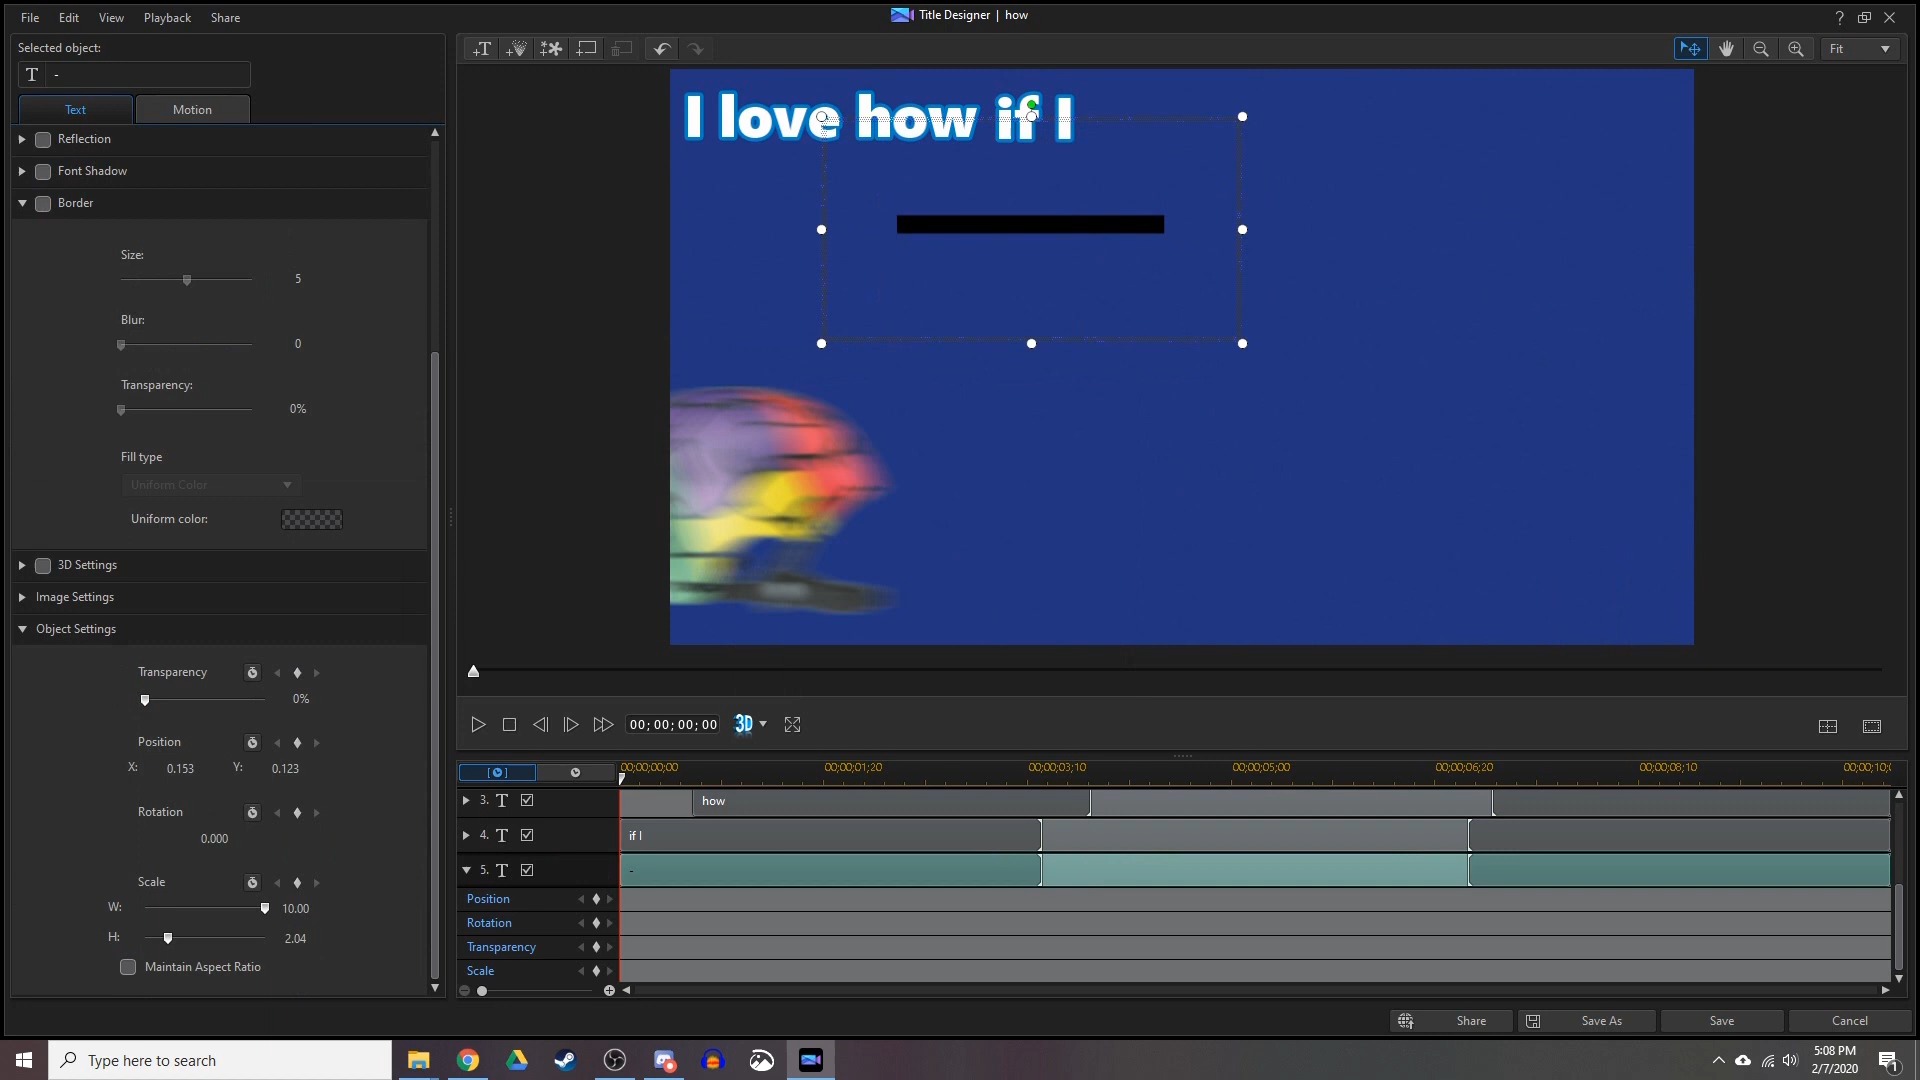 File Edit View Playback Share
Title Designer | how
?
Selected object:
T -
+T
Fit
Text Motion
Reflection
Font Shadow
Border
Size:
5
Blur:
0
Transparency:
0%
Fill type
Uniform Color
Uniform color:
3D Settings
Image Settings
Object Settings
Transparency
0%
Position
X: 0.153 Y: 0.123
Rotation
0.000
Scale
W: 10.00
H: 2.04
Maintain Aspect Ratio
I love how if I
00;00;00;00 3D
00;00;00;00 00;00;01;20 00;00;03;10 00;00;05;00 00;00;06;20 00;00;08;10 00;00;10;(
3. T how
4. T if I
5. T -
Position
Rotation
Transparency
Scale
Share Save As Save Cancel
Type here to search
5:08 PM
2/7/2020
1